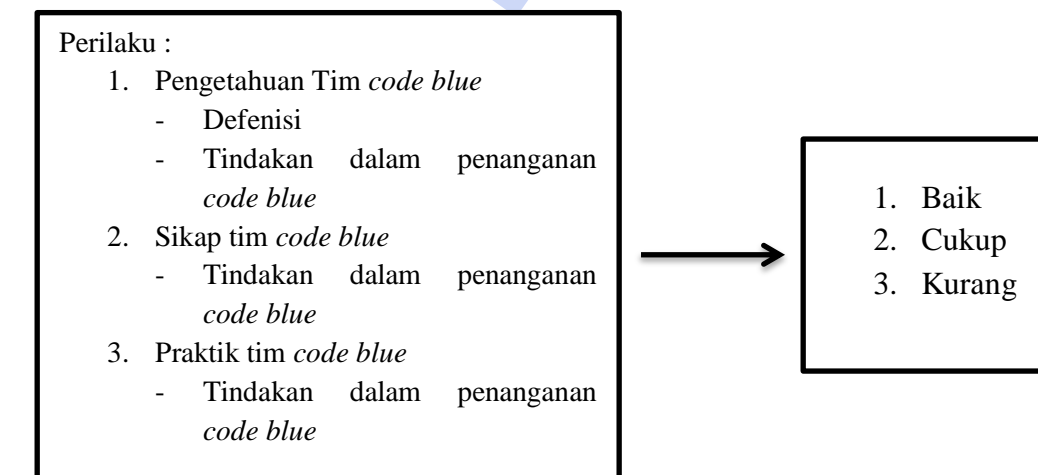 Perilaku :
1. Pengetahuan Tim code blue
- Defenisi
- Tindakan dalam penanganan
code blue
2. Sikap tim code blue
- Tindakan dalam penanganan
code blue
3. Praktik tim code blue
- Tindakan dalam penanganan
code blue
1. Baik
2. Cukup
3. Kurang